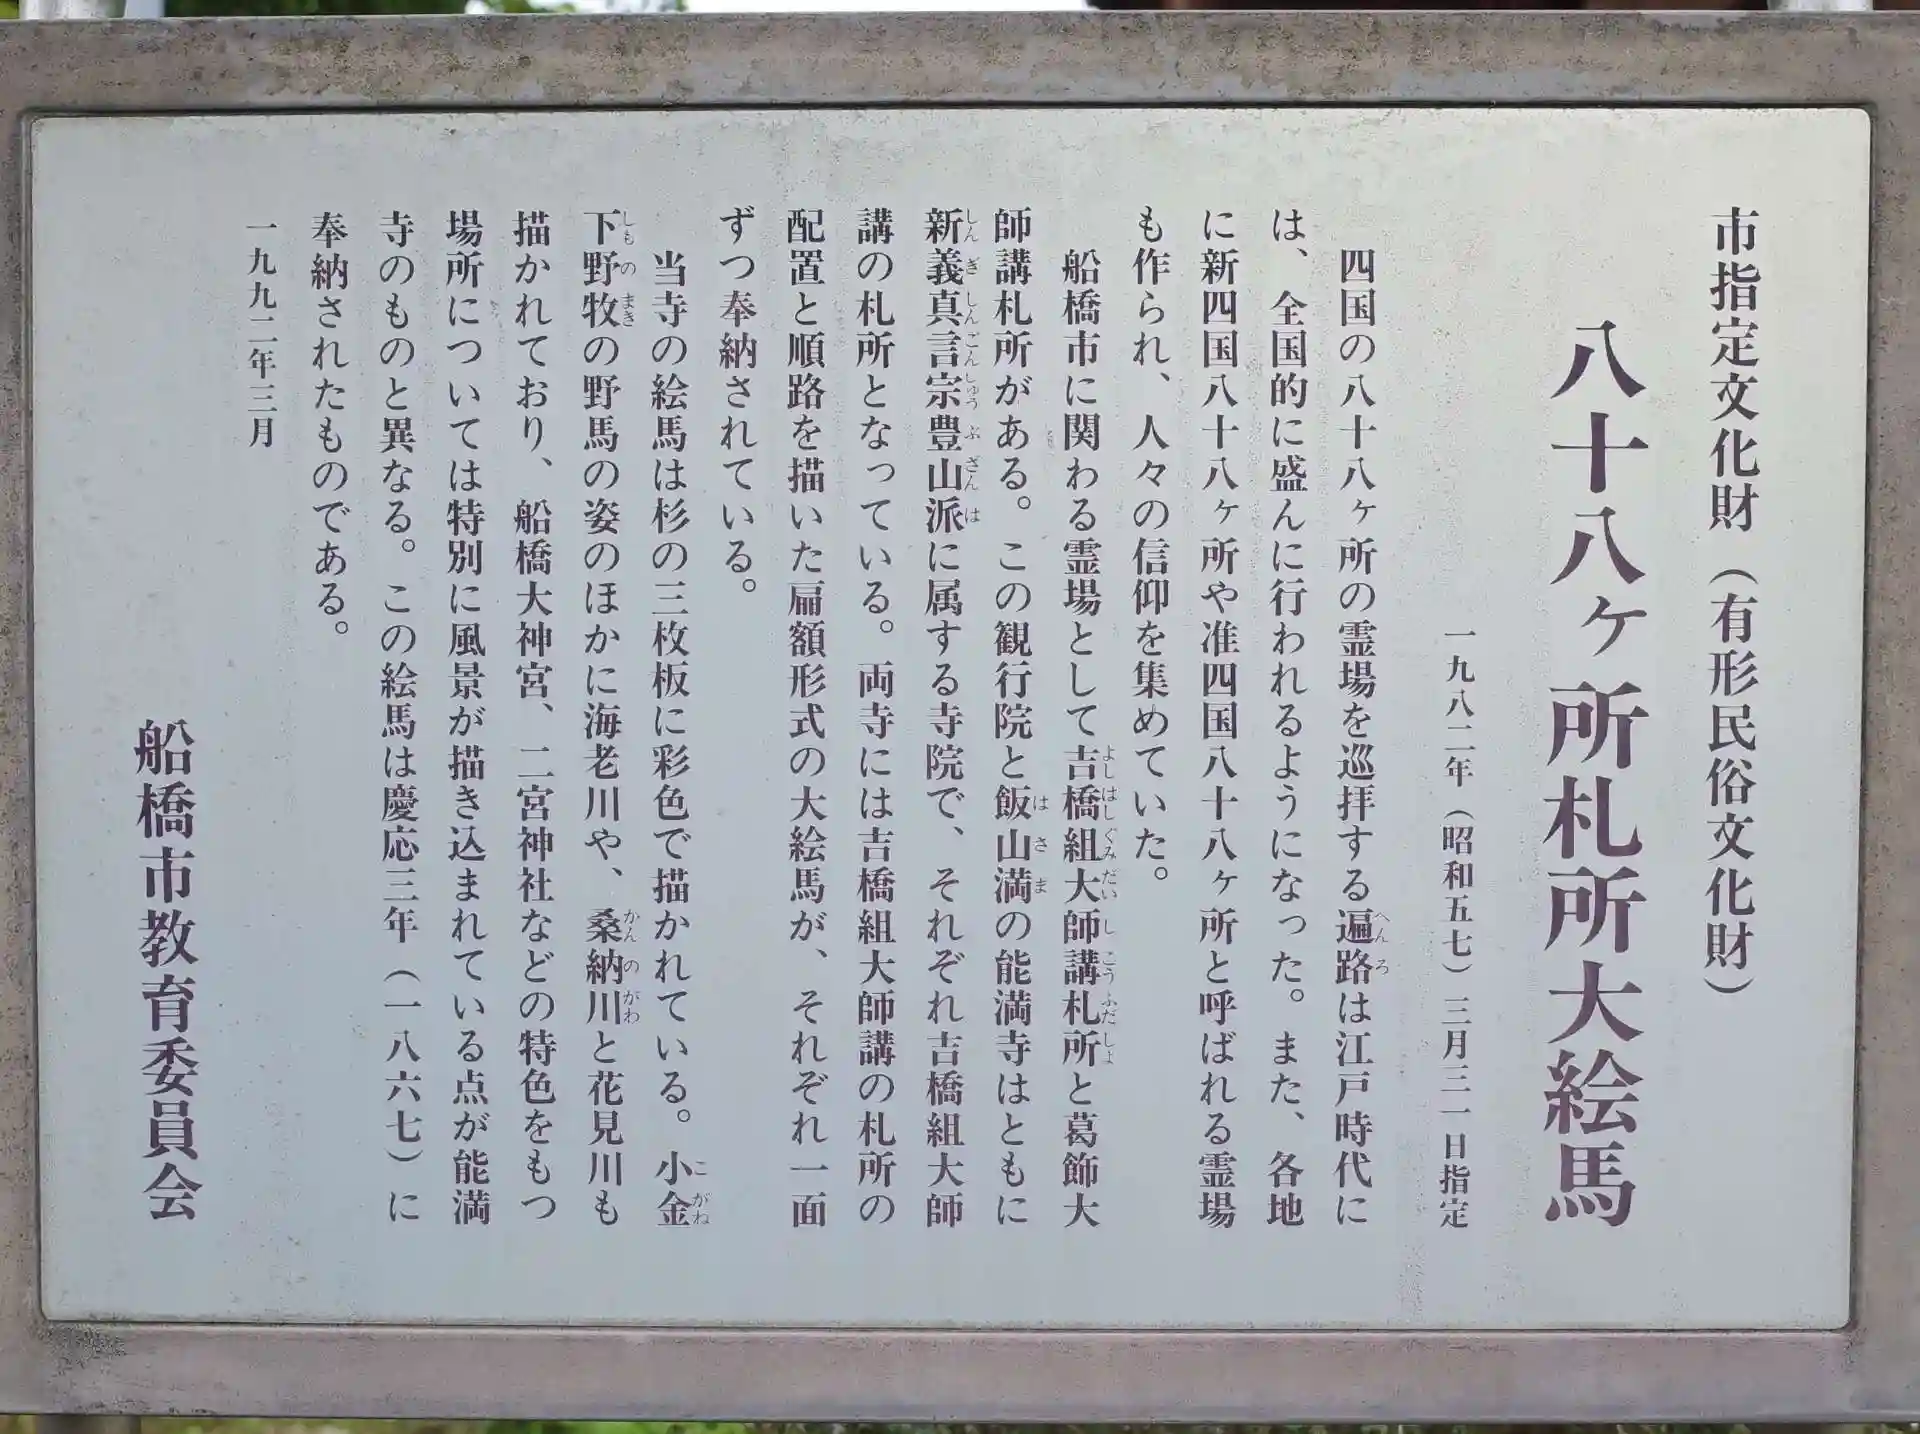 市指定文化財（有形民俗文化財）
八十八ヶ所札所大絵馬
一九八二年（昭和五七）三月三一日指定
四国の八十八ヶ所の霊場を巡拝する遍路は江戸時代に
は、全国的に盛んに行われるようになった。また、各地
に新四国八十八ヶ所や准四国八十八ヶ所と呼ばれる霊場
も作られ、人々の信仰を集めていた。
船橋市に関わる霊場として吉橋組大師講札所と葛飾大
師講札所がある。この観行院と飯山満の能満寺はともに
新義真言宗豊山派に属する寺院で、それぞれ吉橋組大師
講の札所となっている。両寺には吉橋組大師講の札所の
配置と順路を描いた扁額形式の大絵馬が、それぞれ一面
ずつ奉納されている。
当寺の絵馬は杉の三枚板に彩色で描かれている。小金
下野牧の野馬の姿のほかに海老川や、桑納川と花見川も
描かれており、船橋大神宮、二宮神社などの特色をもつ
場所については特別に風景が描き込まれている点が能満
寺のものと異なる。この絵馬は慶応三年（一八六七）に
奉納されたものである。
一九九二年三月
船橋市教育委員会